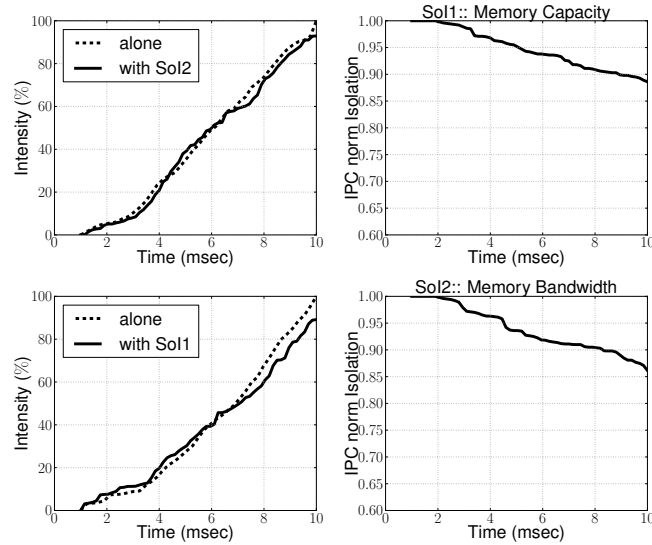 alone
with SoI2
Intensity (%)
100
80
60
40
20
0
0 2 4 6 8 10
Time (msec)
SoI1:: Memory Capacity
IPC norm Isolation
1.00
0.95
0.90
0.85
0.80
0.75
0.70
0.65
0.60
0 2 4 6 8 10
Time (msec)
alone
with SoI1
Intensity (%)
100
80
60
40
20
0
0 2 4 6 8 10
Time (msec)
SoI2:: Memory Bandwidth
IPC norm Isolation
1.00
0.95
0.90
0.85
0.80
0.75
0.70
0.65
0.60
0 2 4 6 8 10
Time (msec)